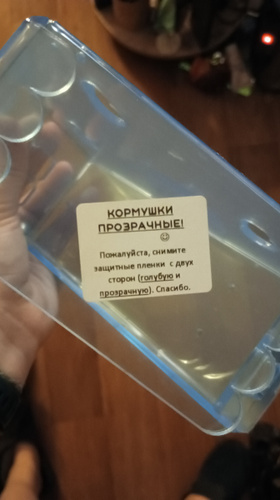 КОРМУШКИ
ПРОЗРАЧНЫЕ!
Пожалуйста, снимите
защитные пленки с двух
сторон (голубую и
прозрачную). Спасибо.